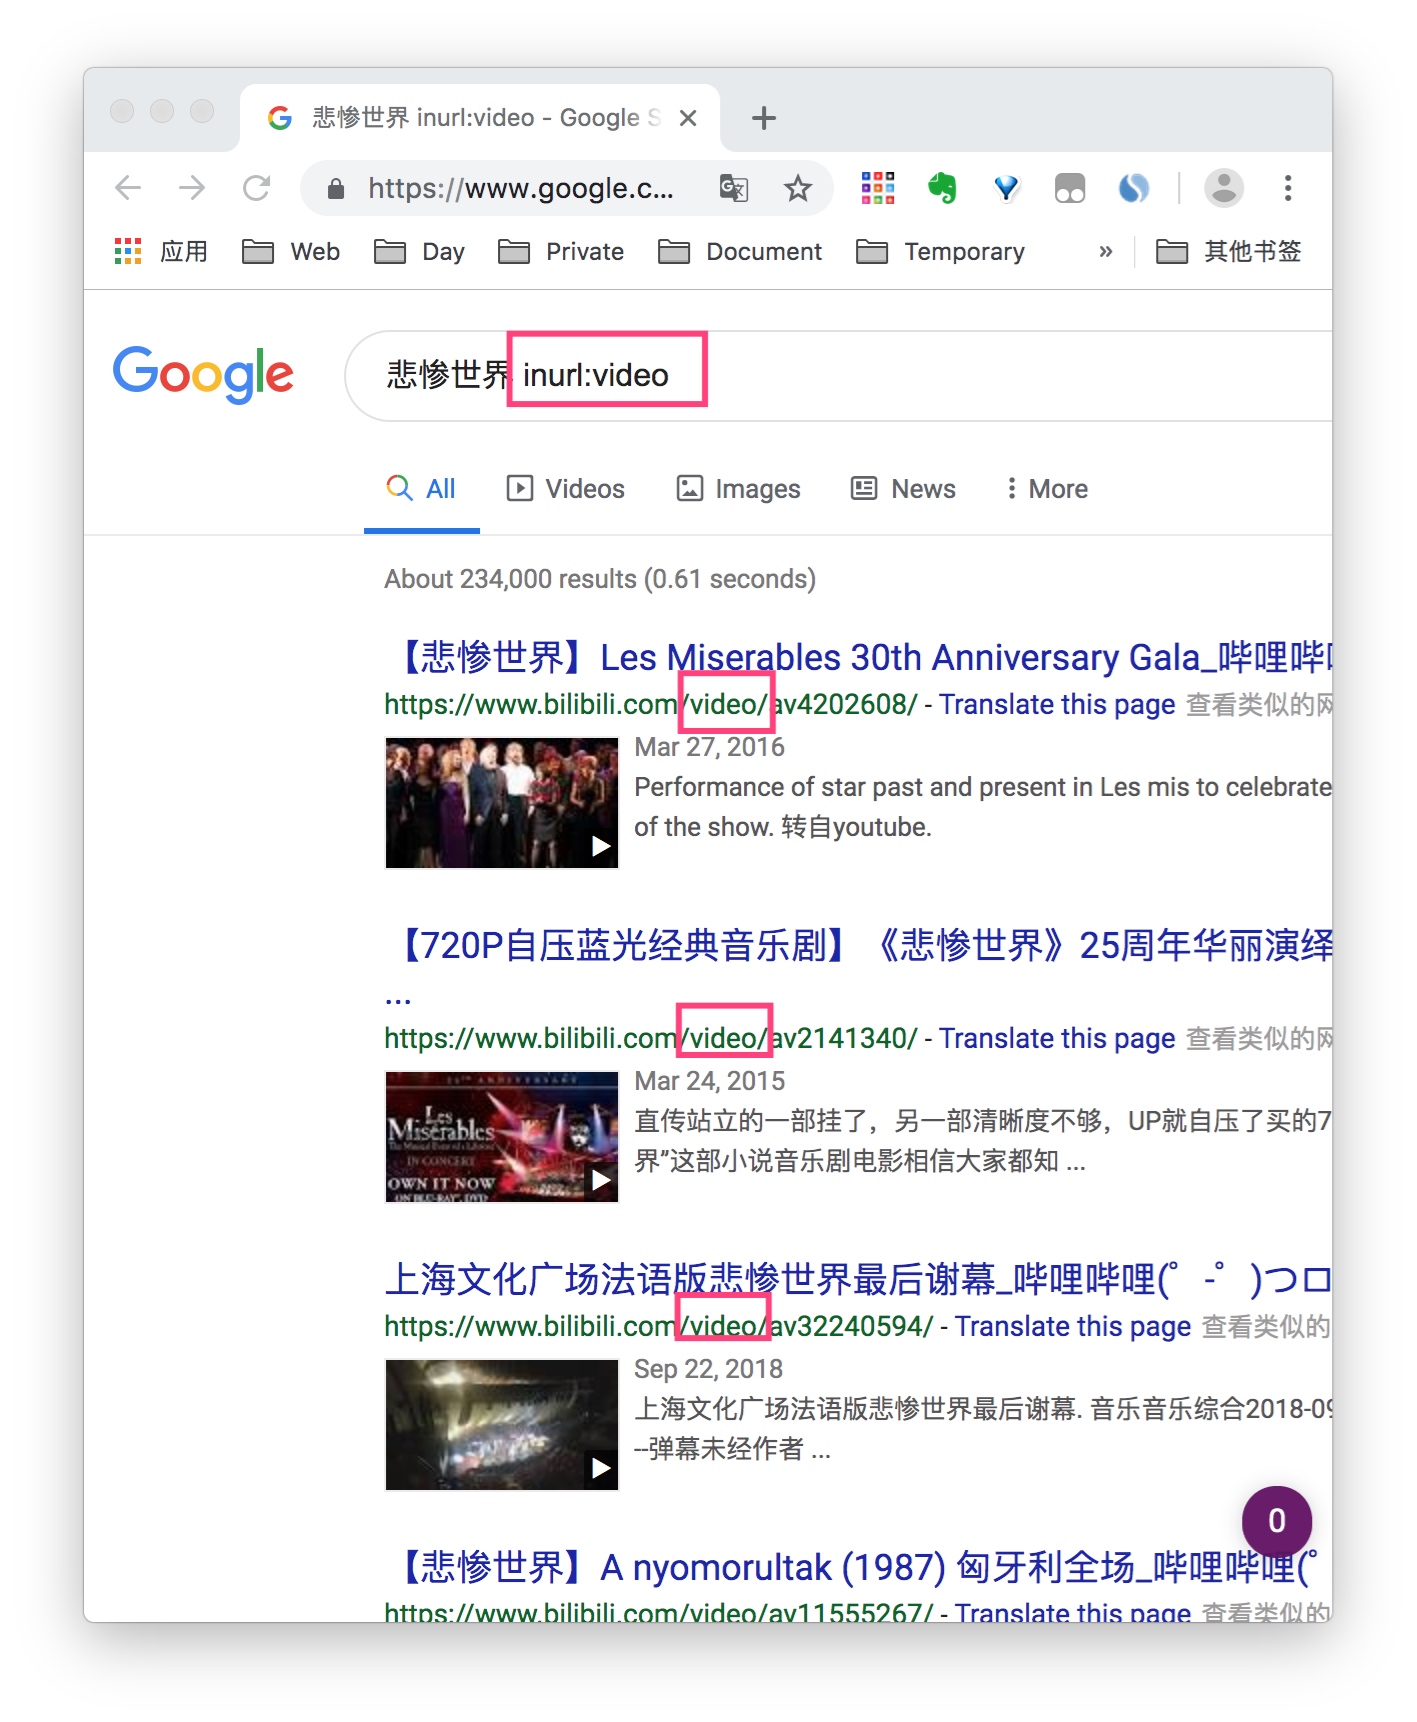 悲惨世界 inurl:video - Google S
https://www.google.c...
应用 Web Day Private Document Temporary » 其他书签
Google 悲惨世界 inurl:video
All Videos Images News More
About 234,000 results (0.61 seconds)
【悲惨世界】Les Miserables 30th Anniversary Gala_哔哩哔
https://www.bilibili.com/video/av4202608/ - Translate this page 查看类似的网
Mar 27, 2016
Performance of star past and present in Les mis to celebrate
of the show. 转自youtube.
【720P自压蓝光经典音乐剧】《悲惨世界》25周年华丽演绎
...
https://www.bilibili.com/video/av2141340/ - Translate this page 查看类似的网
Mar 24, 2015
直传站立的一部挂了，另一部清晰度不够，UP就自压了买的7
界”这部小说音乐剧电影相信大家都知 ...
Les
Misérables
IN CONCERT
OWN IT NOW
ON BLU-RAY, DVD
上海文化广场法语版悲惨世界最后谢幕_哔哩哔哩(゜-゜)つロ
https://www.bilibili.com/video/av32240594/ - Translate this page 查看类似的
Sep 22, 2018
上海文化广场法语版悲惨世界最后谢幕. 音乐音乐综合2018-09
--弹幕未经作者 ...
0
【悲惨世界】A nyomorultak (1987) 匈牙利全场_哔哩哔哩(゜
https://www.bilibili.com/video/av11555267/ - Translate this page 查看类似的